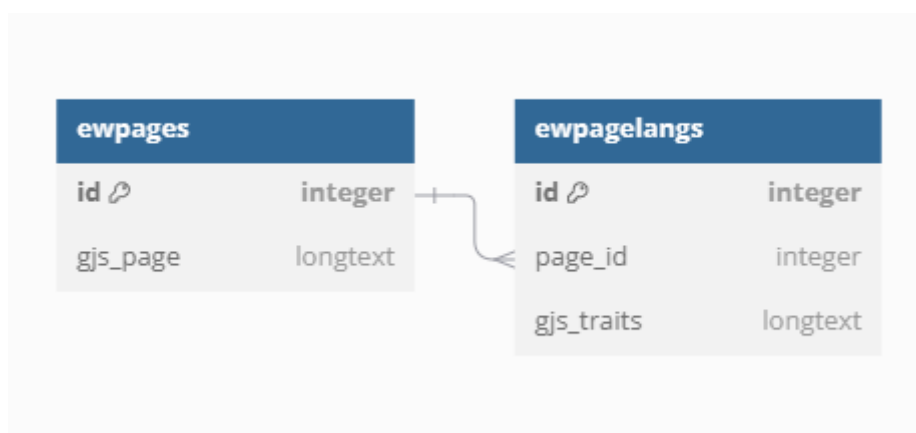 ewpages
id integer
gjs_page longtext
ewpagelangs
id integer
page_id integer
gjs_traits longtext